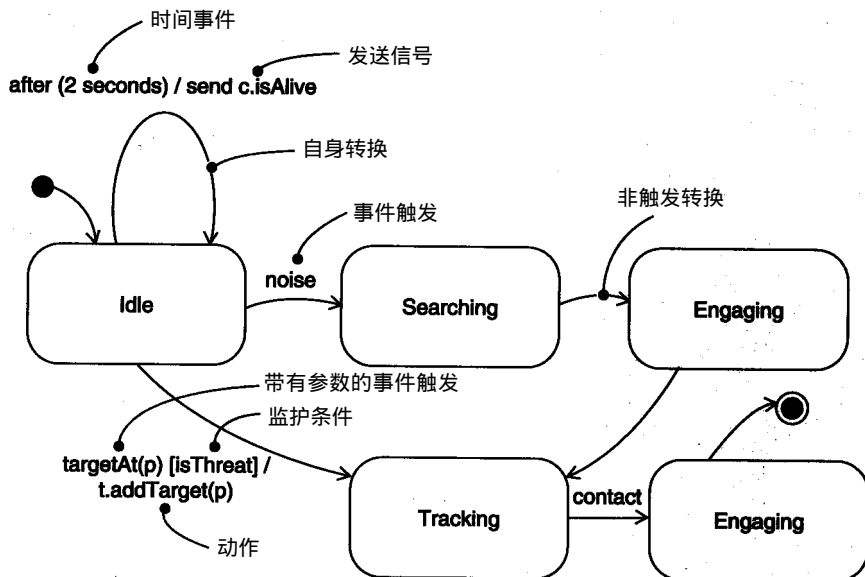 时间事件
发送信号
after (2 seconds) / send c.isAlive
自身转换
事件触发
非触发转换
noise
Idle
Searching
Engaging
带有参数的事件触发
监护条件
targetAt(p) [isThreat] /
t.addTarget(p)
contact
Tracking
Engaging
动作